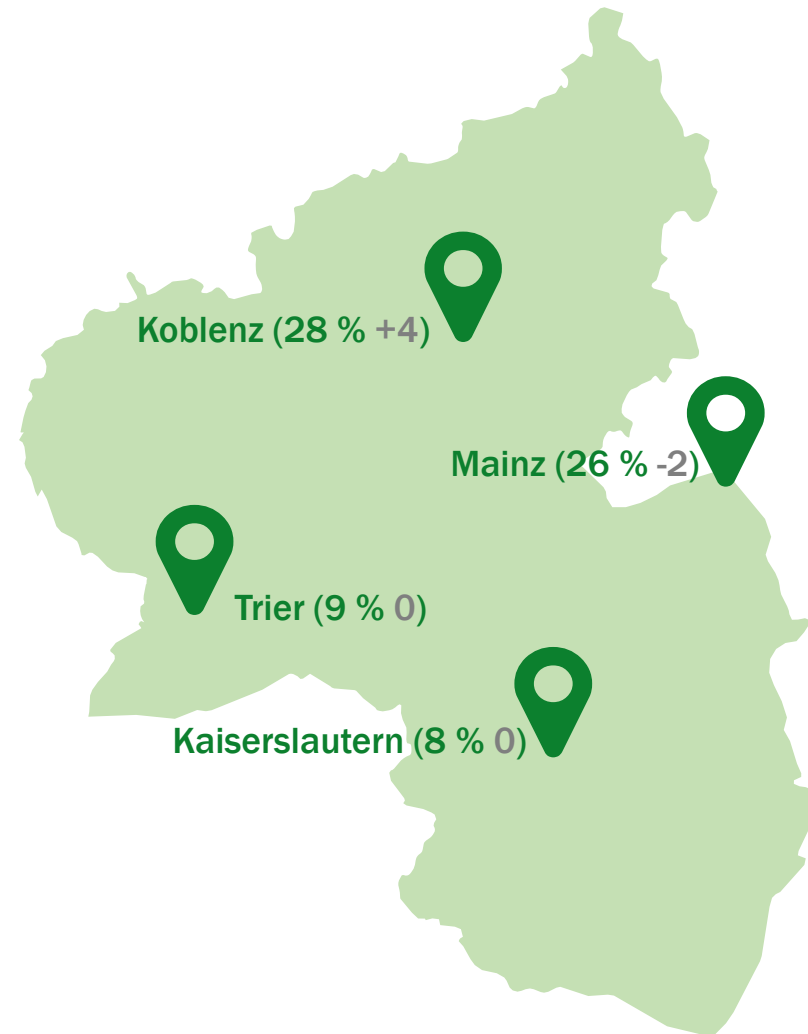 Koblenz (28 % +4)
Mainz (26 % -2)
Trier (9 % 0)
Kaiserslautern (8 % 0)